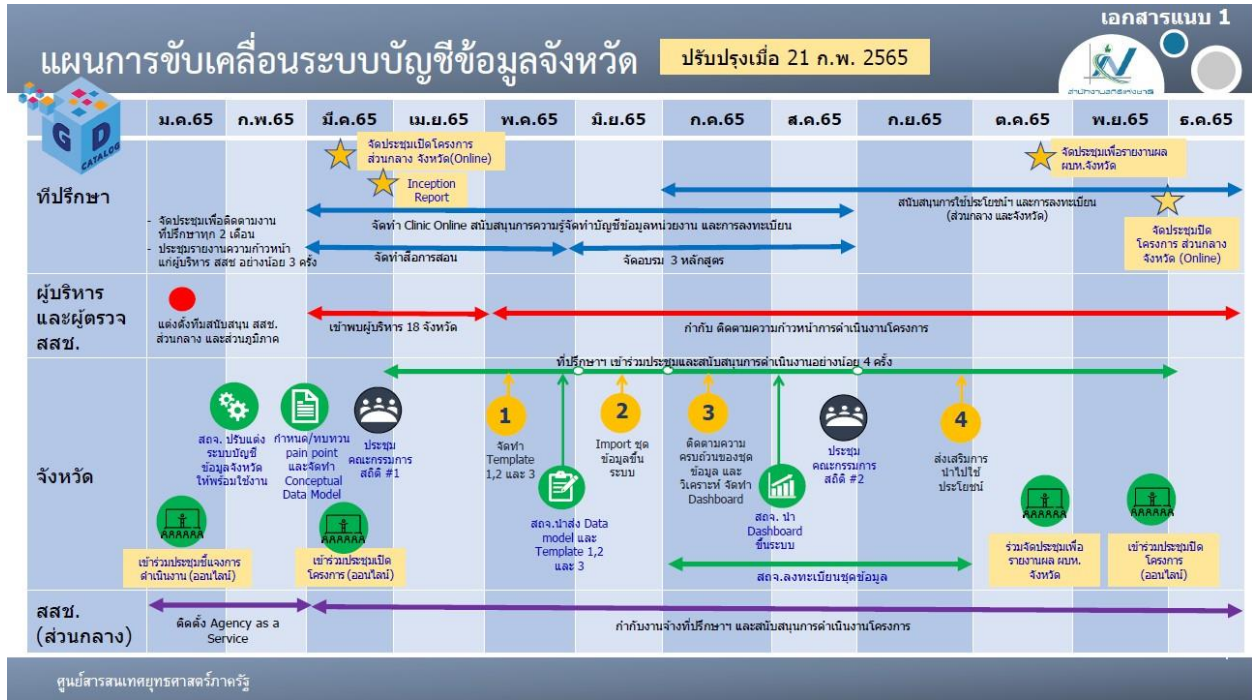 เอกสารแนบ 1
แผนการขับเคลื่อนระบบบัญชีข้อมูลจังหวัด
ปรับปรุงเมื่อ 21 ก.พ. 2565
สำนักงานสถิติแห่งชาติ
G D
CATALOG
ม.ค.65
ก.พ.65
มี.ค.65
เม.ย.65
พ.ค.65
มิ.ย.65
ก.ค.65
ส.ค.65
ก.ย.65
ต.ค.65
พ.ย.65
ธ.ค.65
ที่ปรึกษา
- จัดประชุมเพื่อติดตามงาน
ที่ปรึกษาทุก 2 เดือน
- ประชุมรายงานความก้าวหน้า
แก่ผู้บริหาร สสช อย่างน้อย 3 ครั้ง
จัดประชุมเปิดโครงการ
ส่วนกลาง จังหวัด(Online)
Inception
Report
จัดทำ Clinic Online สนับสนุนการความรู้จัดทำบัญชีข้อมูลหน่วยงาน และการลงทะเบียน
จัดทำสื่อการสอน
จัดอบรม 3 หลักสูตร
จัดประชุมเพื่อรายงานผล
ผบห.จังหวัด
สนับสนุนการใช้ประโยชน์ฯ และการลงทะเบียน
(ส่วนกลาง และจังหวัด)
จัดประชุมปิด
โครงการ ส่วนกลาง
จังหวัด (Online)
ผู้บริหาร
และผู้ตรวจ
สสช.
แต่งตั้งทีมสนับสนุน สสช.
ส่วนกลาง และส่วนภูมิภาค
เข้าพบผู้บริหาร 18 จังหวัด
กำกับ ติดตามความก้าวหน้าการดำเนินงานโครงการ
จังหวัด
ที่ปรึกษาฯ เข้าร่วมประชุมและสนับสนุนการดำเนินงานอย่างน้อย 4 ครั้ง
สถจ. ปรับแต่ง
ระบบบัญชี
ข้อมูลจังหวัด
ให้พร้อมใช้งาน
กำหนด/ทบทวน
pain point
และจัดทำ
Conceptual
Data Model
ประชุม
คณะกรรมการ
สถิติ #1
1
จัดทำ
Template
1,2 และ 3
สถจ.นำส่ง Data
model และ
Template 1,2
และ 3
2
Import ชุด
ข้อมูลขึ้น
ระบบ
3
ติดตามความ
ครบถ้วนของชุด
ข้อมูล และ
วิเคราะห์ จัดทำ
Dashboard
สถจ. นำ
Dashboard
ขึ้นระบบ
ประชุม
คณะกรรมการ
สถิติ #2
4
ส่งเสริมการ
นำไปใช้
ประโยชน์
เข้าร่วมประชุมชี้แจงการ
ดำเนินงาน (ออนไลน์)
เข้าร่วมประชุมเปิด
โครงการ (ออนไลน์)
สถจ.ลงทะเบียนชุดข้อมูล
ร่วมจัดประชุมเพื่อ
รายงานผล ผบห.
จังหวัด
เข้าร่วมประชุมปิด
โครงการ
(ออนไลน์)
สสช.
(ส่วนกลาง)
ติดตั้ง Agency as a
Service
กำกับงานจ้างที่ปรึกษาฯ และสนับสนุนการดำเนินงานโครงการ
ศูนย์สารสนเทศยุทธศาสตร์ภาครัฐ